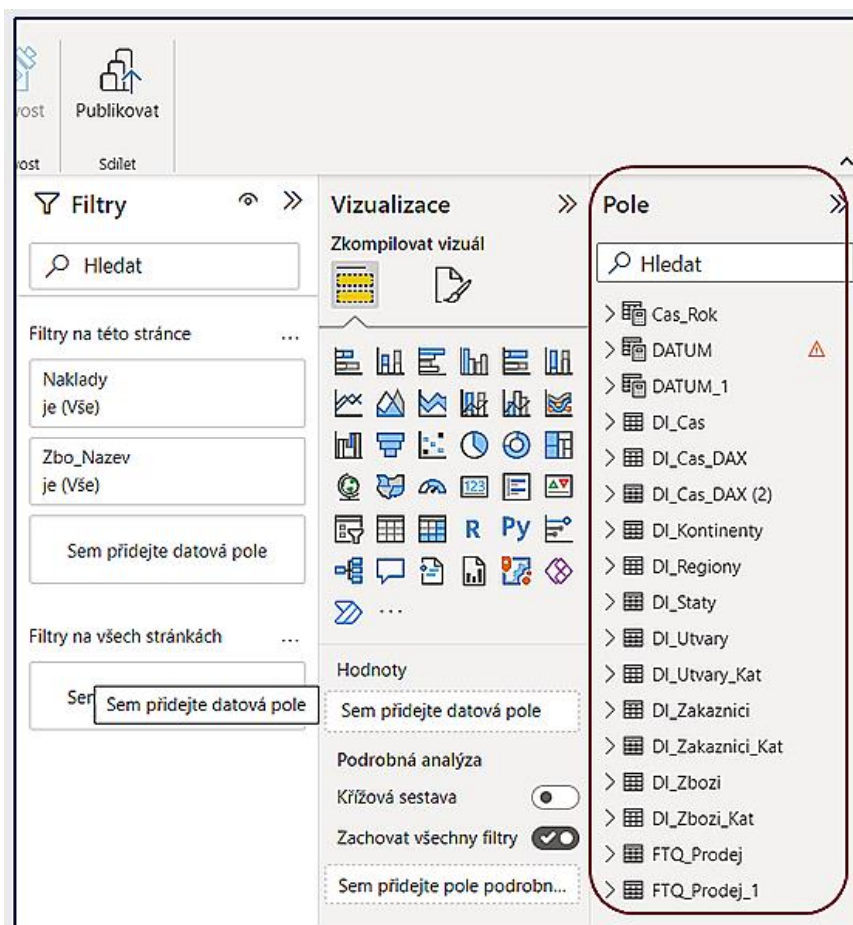 Publikovat
Sdílet
Filtry
Hledat
Filtry na této stránce
...
Naklady
je (Vše)
Zbo_Nazev
je (Vše)
Sem přidejte datová pole
Filtry na všech stránkách
...
Sem přidejte datová pole
Vizualizace
Zkompilovat vizuál
123
R
Py
...
Hodnoty
Sem přidejte datová pole
Podrobná analýza
Křížová sestava
Zachovat všechny filtry
Sem přidejte pole podrobn...
Pole
Hledat
Cas_Rok
DATUM
DATUM_1
DI_Cas
DI_Cas_DAX
DI_Cas_DAX (2)
DI_Kontinenty
DI_Regiony
DI_Staty
DI_Utvary
DI_Utvary_Kat
DI_Zakaznici
DI_Zakaznici_Kat
DI_Zbozi
DI_Zbozi_Kat
FTQ_Prodej
FTQ_Prodej_1